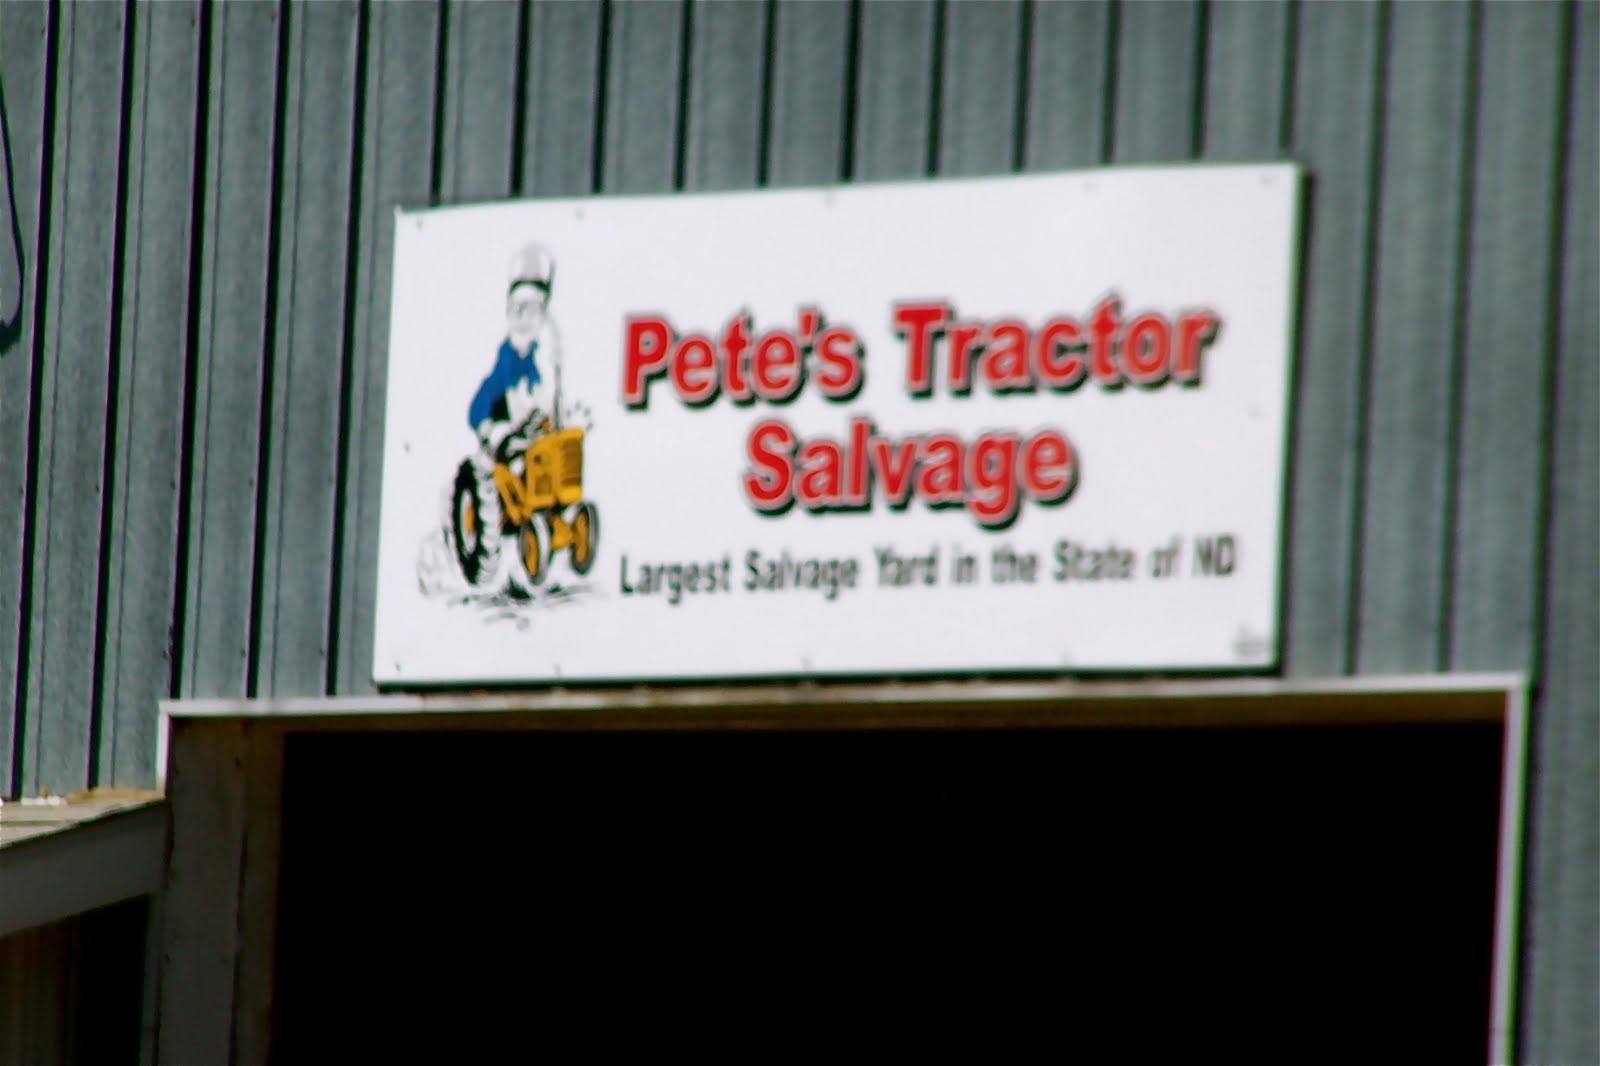 Pete's Tractor
Salvage
Largest Salvage Yard in the State of ND